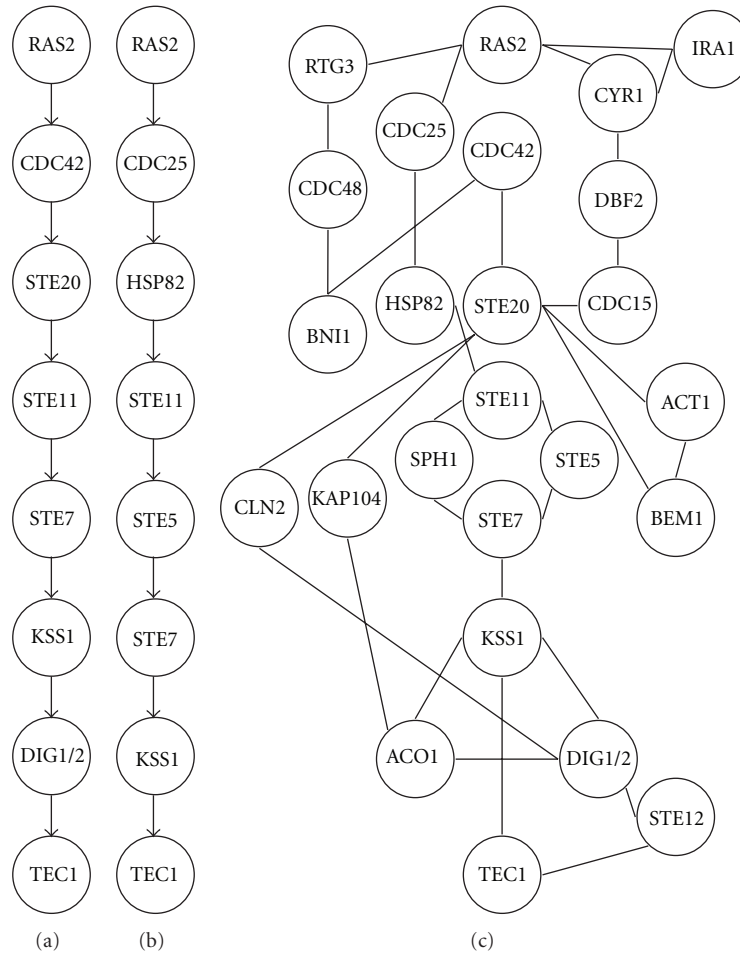 RAS2
CDC42
STE20
STE11
STE7
KSS1
DIG1/2
TEC1
(a)
RAS2
CDC25
HSP82
STE11
STE5
STE7
KSS1
TEC1
(b)
RAS2
IRA1
RTG3
CYR1
CDC25
CDC42
CDC48
DBF2
HSP82
STE20
CDC15
BNI1
STE11
ACT1
SPH1
STE5
CLN2
KAP104
STE7
BEM1
KSS1
ACO1
DIG1/2
STE12
TEC1
(c)